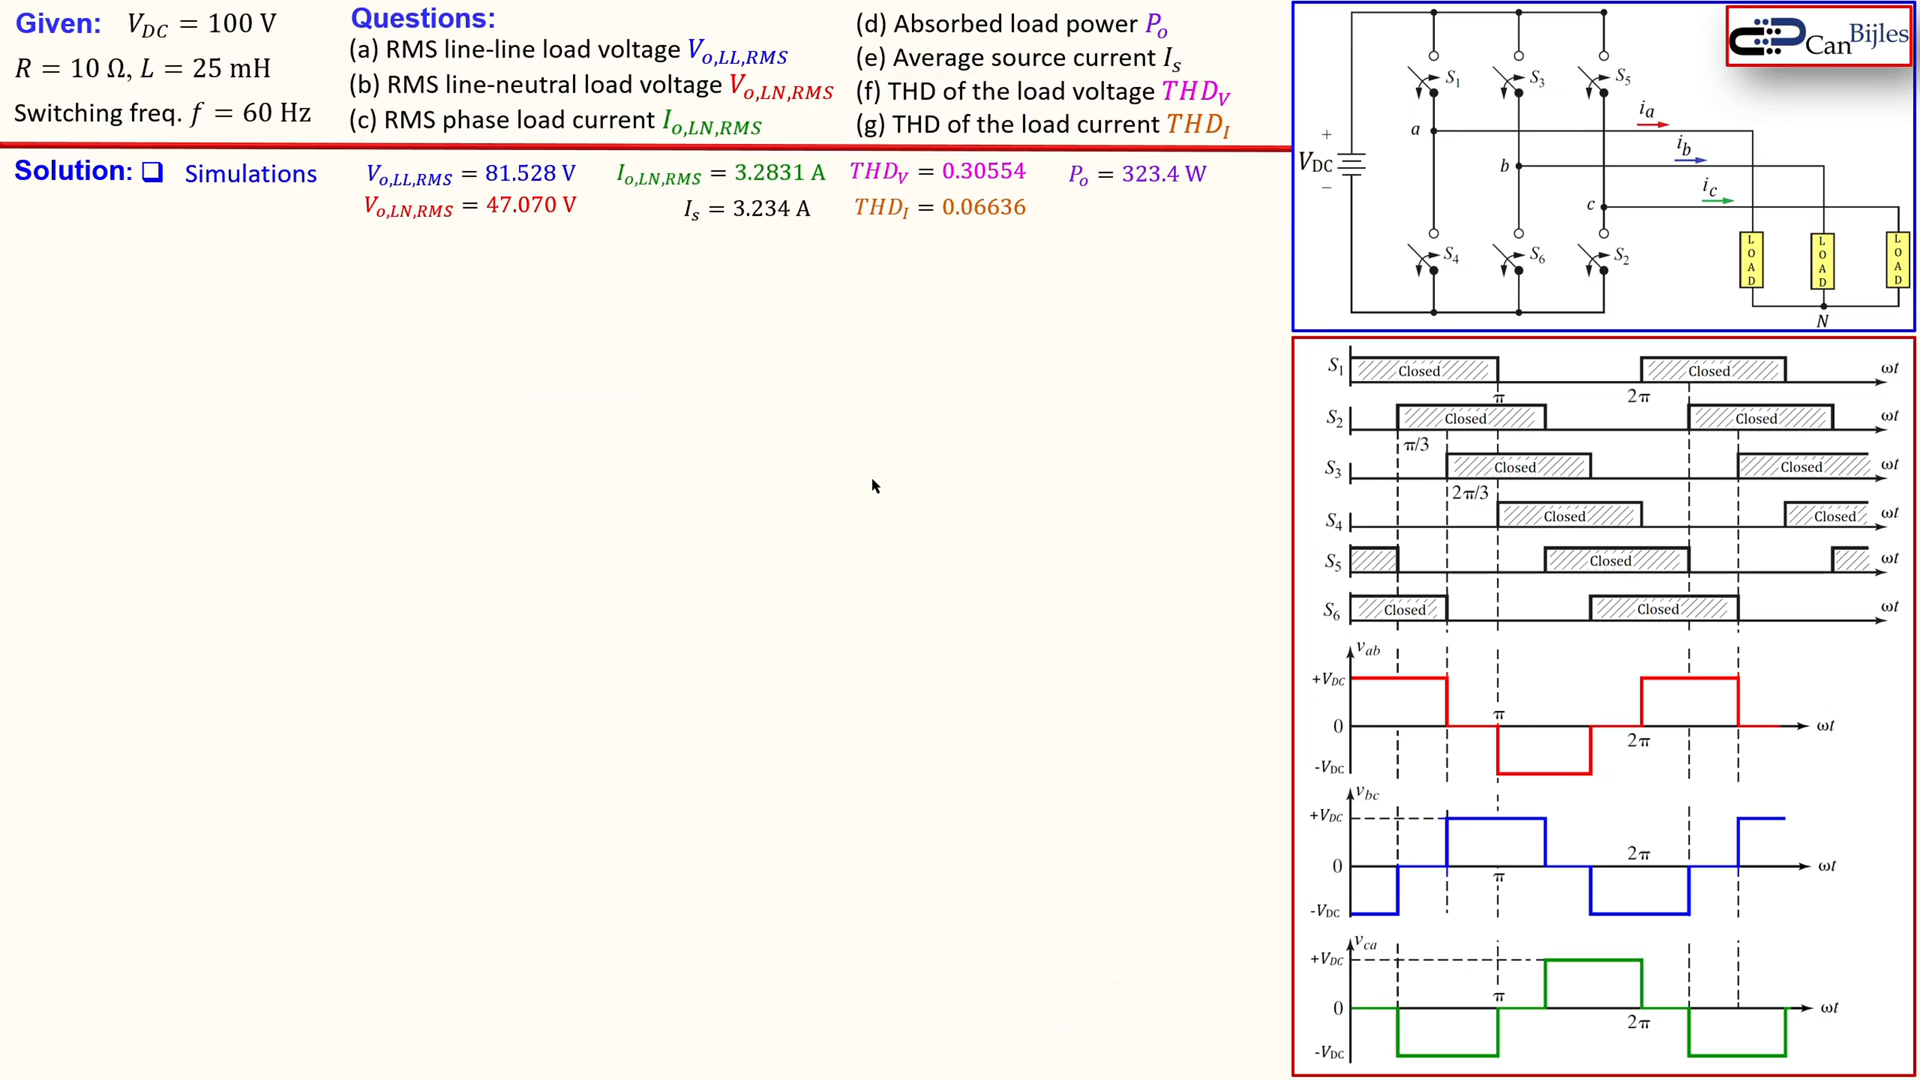 Given: V_DC = 100 V
R = 10 Ω, L = 25 mH
Switching freq. f = 60 Hz
Questions:
(a) RMS line-line load voltage V_o,LL,RMS
(b) RMS line-neutral load voltage V_o,LN,RMS
(c) RMS phase load current I_o,LN,RMS
(d) Absorbed load power P_o
(e) Average source current I_s
(f) THD of the load voltage THD_V
(g) THD of the load current THD_I
Solution: ❑ Simulations
V_o,LL,RMS = 81.528 V
V_o,LN,RMS = 47.070 V
I_o,LN,RMS = 3.2831 A
I_s = 3.234 A
THD_V = 0.30554
THD_I = 0.06636
P_o = 323.4 W
CanBijles
S1 S3 S5
i_a
a
+
i_b
V_DC
b
−
i_c
c
S4 S6 S2
LOAD LOAD LOAD
N
S1 Closed Closed ωt
π 2π
S2 Closed Closed ωt
π/3
S3 Closed Closed ωt
2π/3
S4 Closed Closed ωt
S5 Closed ωt
S6 Closed Closed ωt
v_ab
+V_DC
π
0 ωt
2π
-V_DC
v_bc
+V_DC
2π
0 ωt
π
-V_DC
v_ca
+V_DC
π
0 ωt
2π
-V_DC